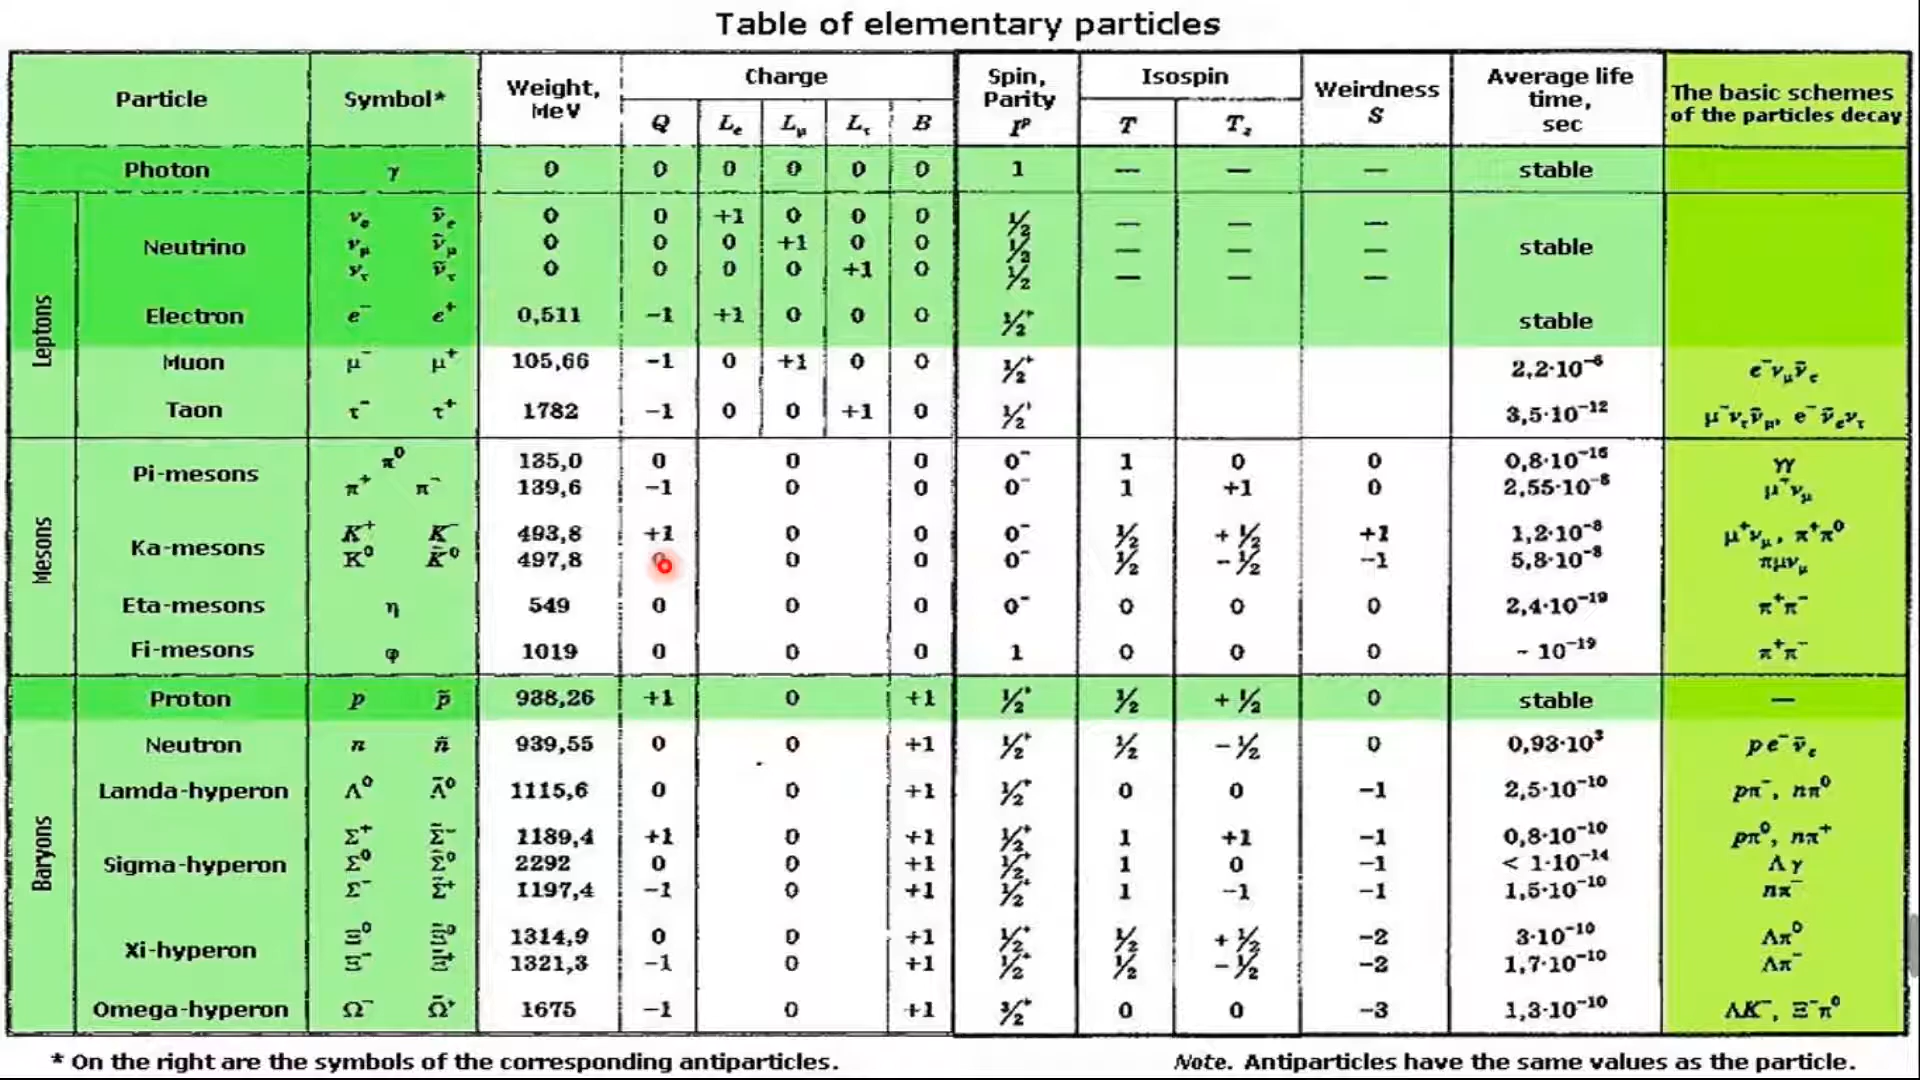 Table of elementary particles
Particle Symbol* Weight, MeV Charge Spin, Parity Iᵖ Isospin Weirdness S Average life time, sec The basic schemes of the particles decay
Q Lₑ L_μ L_τ B T T_z
Photon γ 0 0 0 0 0 0 1 — — — stable
Leptons
Neutrino
νₑ ν̃ₑ 0 0 +1 0 0 0 ½ — — —
ν_μ ν̃_μ 0 0 0 +1 0 0 ½ — — — stable
ν_τ ν̃_τ 0 0 0 0 +1 0 ½ — — —
Electron e⁻ e⁺ 0,511 −1 +1 0 0 0 ½⁺ stable
Muon μ⁻ μ⁺ 105,66 −1 0 +1 0 0 ½⁺ 2,2·10⁻⁶ e⁻ν_μν̃ₑ
Taon τ⁻ τ⁺ 1782 −1 0 0 +1 0 ½ 3,5·10⁻¹² μ⁻ν_τν̃_μ, e⁻ν̃ₑν_τ
Mesons
Pi-mesons
π⁰ 135,0 0 0 0 0⁻ 1 0 0 0,8·10⁻¹⁶ γγ
π⁺ π⁻ 139,6 −1 0 0 0⁻ 1 +1 0 2,55·10⁻⁸ μ⁺ν_μ
Ka-mesons
K⁺ K⁻ 493,8 +1 0 0 0⁻ ½ +½ +1 1,2·10⁻⁸ μ⁺ν_μ, π⁺π⁰
K⁰ K̃⁰ 497,8 0 0 0⁻ ½ −½ −1 5,8·10⁻⁸ πμν_μ
Eta-mesons η 549 0 0 0 0⁻ 0 0 0 2,4·10⁻¹⁹ π⁺π⁻
Fi-mesons φ 1019 0 0 0 1 0 0 0 ~ 10⁻¹⁹ π⁺π⁻
Baryons
Proton p p̃ 938,26 +1 0 +1 ½⁺ ½ +½ 0 stable —
Neutron n ñ 939,55 0 0 +1 ½⁺ ½ −½ 0 0,93·10³ pe⁻ν̃ₑ
Lamda-hyperon Λ⁰ Λ̃⁰ 1115,6 0 0 +1 ½⁺ 0 0 −1 2,5·10⁻¹⁰ pπ⁻, nπ⁰
Sigma-hyperon
Σ⁺ Σ̃⁻ 1189,4 +1 0 +1 ½⁺ 1 +1 −1 0,8·10⁻¹⁰ pπ⁰, nπ⁺
Σ⁰ Σ̃⁰ 2292 0 0 +1 ½⁺ 1 0 −1 < 1·10⁻¹⁴ Λγ
Σ⁻ Σ̃⁺ 1197,4 −1 0 +1 ½⁺ 1 −1 −1 1,5·10⁻¹⁰ nπ⁻
Xi-hyperon
Ξ⁰ Ξ̃⁰ 1314,9 0 0 +1 ½⁺ ½ +½ −2 3·10⁻¹⁰ Λπ⁰
Ξ⁻ Ξ̃⁺ 1321,3 −1 0 +1 ½⁺ ½ −½ −2 1,7·10⁻¹⁰ Λπ⁻
Omega-hyperon Ω⁻ Ω̃⁺ 1675 −1 0 +1 ³⁄₂⁺ 0 0 −3 1,3·10⁻¹⁰ ΛK⁻, Ξ⁻π⁰
* On the right are the symbols of the corresponding antiparticles.
Note. Antiparticles have the same values as the particle.